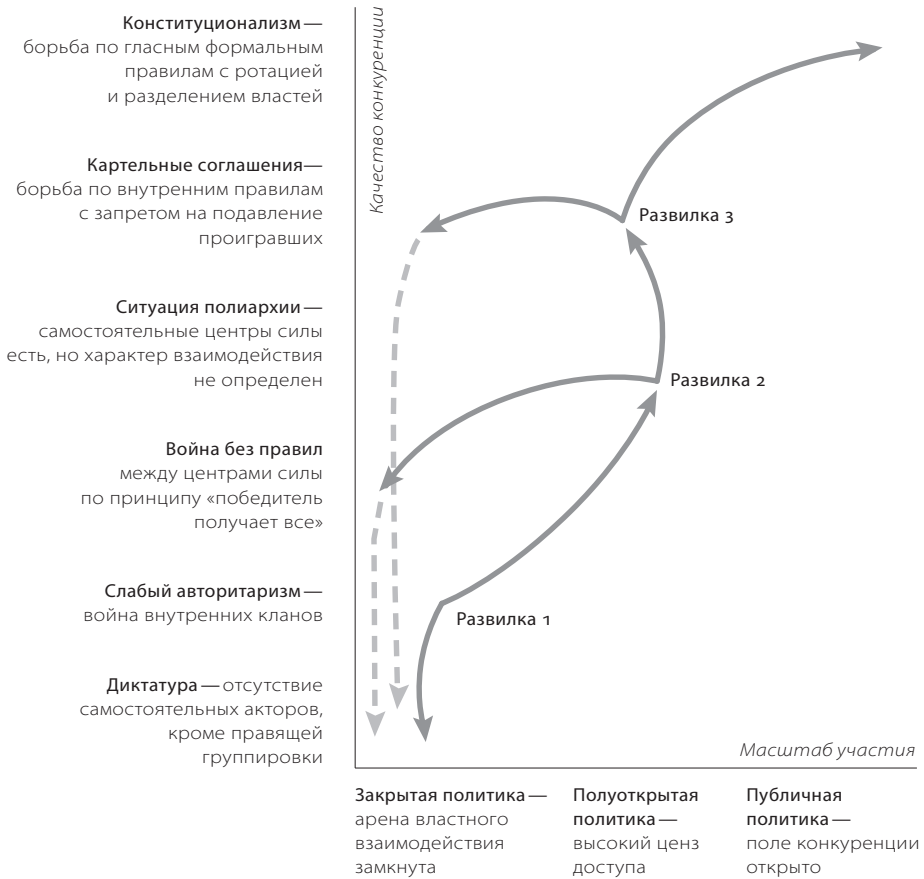 Конституционализм —
борьба по гласным формальным
правилам с ротацией
и разделением властей
Качество конкуренции
Картельные соглашения—
борьба по внутренним правилам
с запретом на подавление
проигравших
Развилка 3
Ситуация полиархии —
самостоятельные центры силы
есть, но характер взаимодействия
не определен
Развилка 2
Война без правил
между центрами силы
по принципу «победитель
получает все»
Слабый авторитаризм —
война внутренних кланов
Развилка 1
Диктатура — отсутствие
самостоятельных акторов,
кроме правящей
группировки
Масштаб участия
Закрытая политика —
арена властного
взаимодействия
замкнута
Полуоткрытая
политика —
высокий ценз
доступа
Публичная
политика —
поле конкуренции
открыто